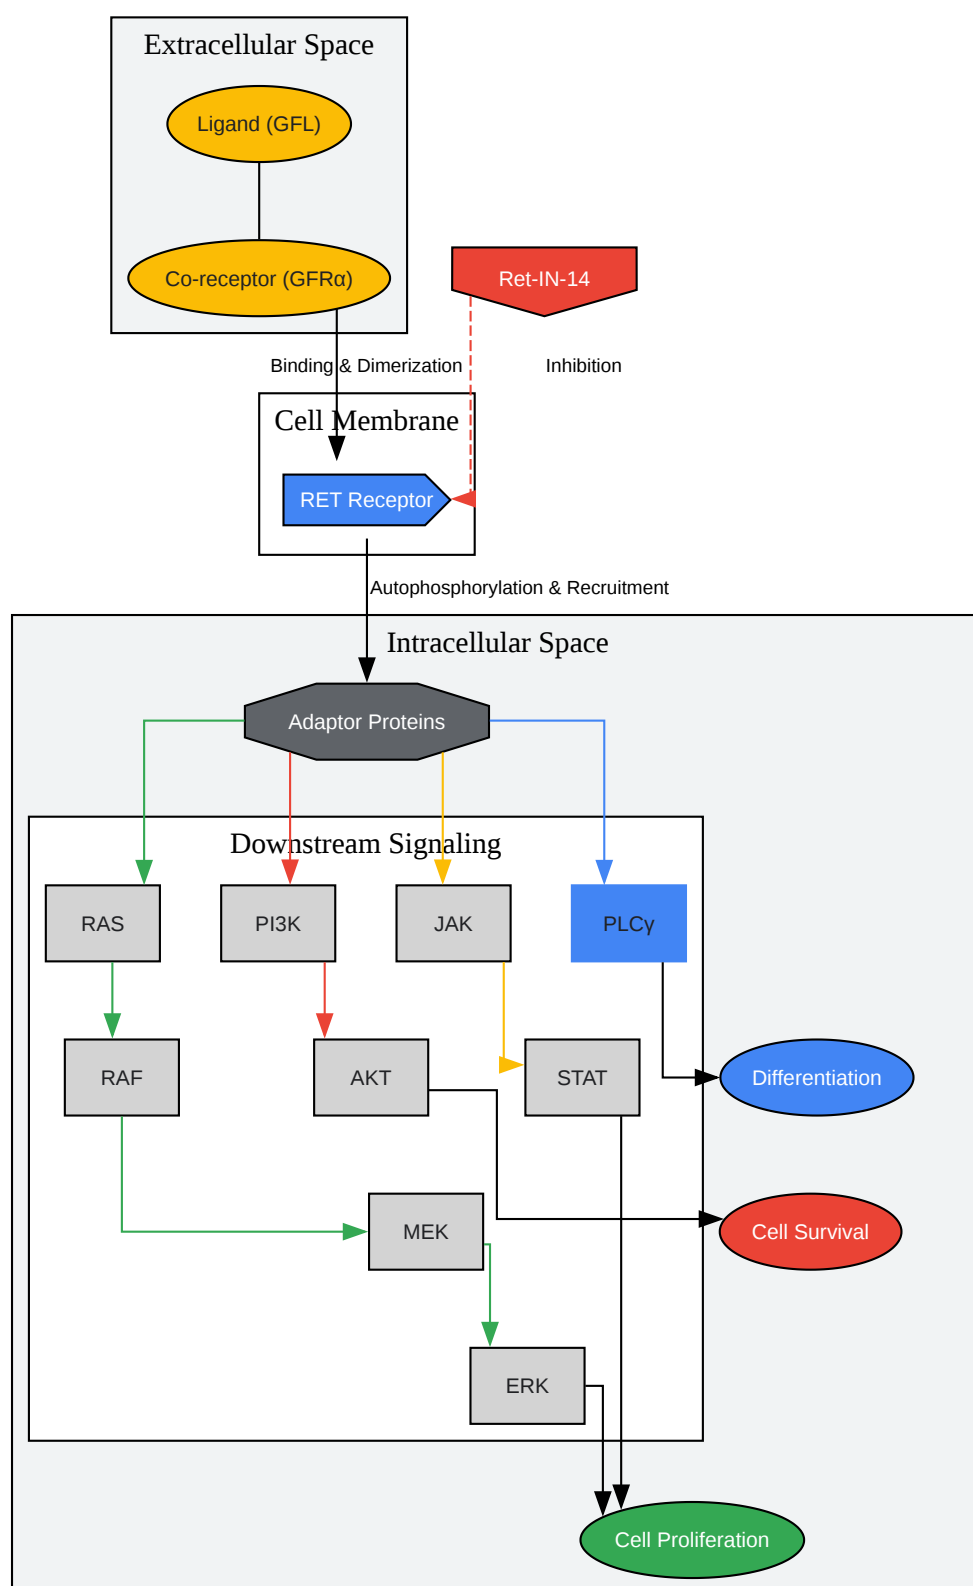 Extracellular Space
Ligand (GFL)
Co-receptor (GFRα)
Ret-IN-14
Binding & Dimerization
Inhibition
Cell Membrane
RET Receptor
Autophosphorylation & Recruitment
Intracellular Space
Adaptor Proteins
Downstream Signaling
RAS
PI3K
JAK
PLCγ
RAF
AKT
STAT
Differentiation
MEK
Cell Survival
ERK
Cell Proliferation